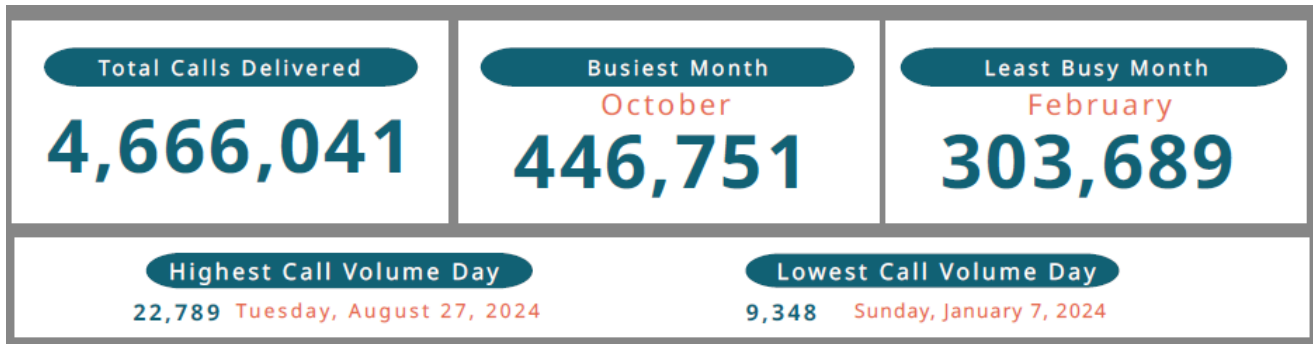 Total Calls Delivered
4,666,041
Busiest Month
October
446,751
Least Busy Month
February
303,689
Highest Call Volume Day
22,789 Tuesday, August 27, 2024
Lowest Call Volume Day
9,348 Sunday, January 7, 2024